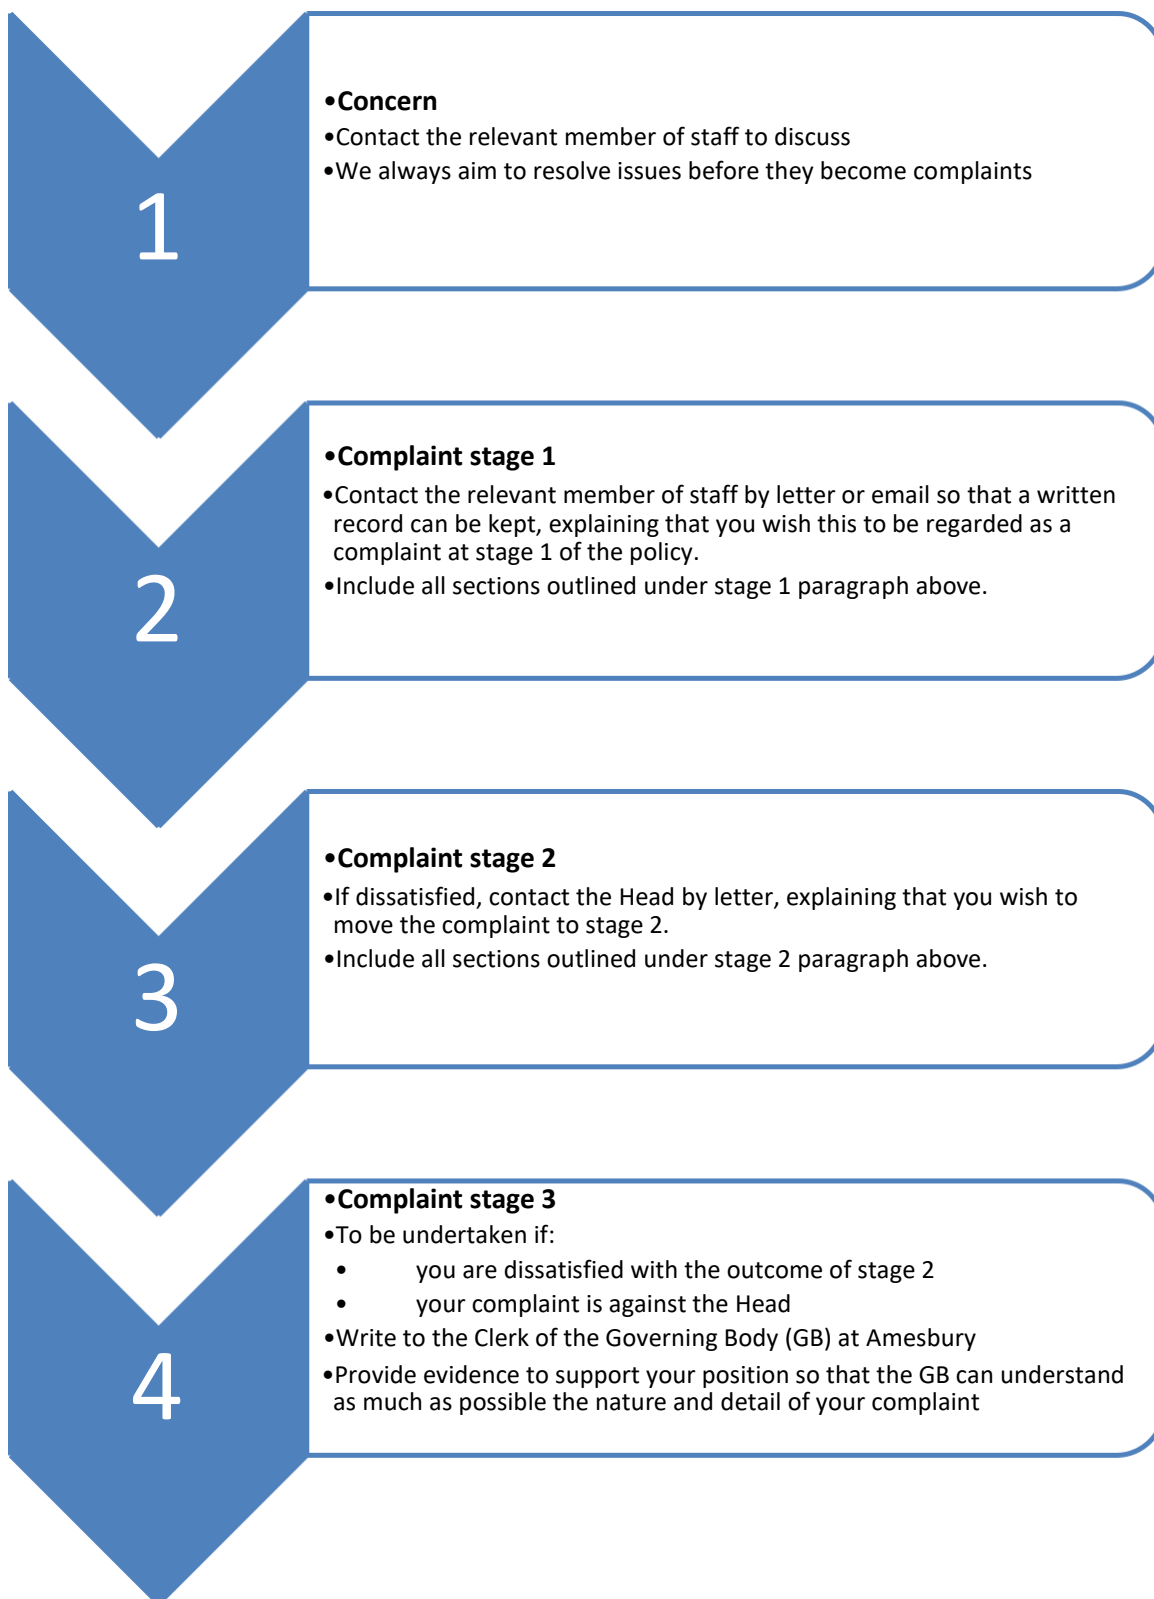 1
•Concern
•Contact the relevant member of staff to discuss
•We always aim to resolve issues before they become complaints
2
•Complaint stage 1
•Contact the relevant member of staff by letter or email so that a written
record can be kept, explaining that you wish this to be regarded as a
complaint at stage 1 of the policy.
•Include all sections outlined under stage 1 paragraph above.
3
•Complaint stage 2
•If dissatisfied, contact the Head by letter, explaining that you wish to
move the complaint to stage 2.
•Include all sections outlined under stage 2 paragraph above.
4
•Complaint stage 3
•To be undertaken if:
• you are dissatisfied with the outcome of stage 2
• your complaint is against the Head
•Write to the Clerk of the Governing Body (GB) at Amesbury
•Provide evidence to support your position so that the GB can understand
as much as possible the nature and detail of your complaint